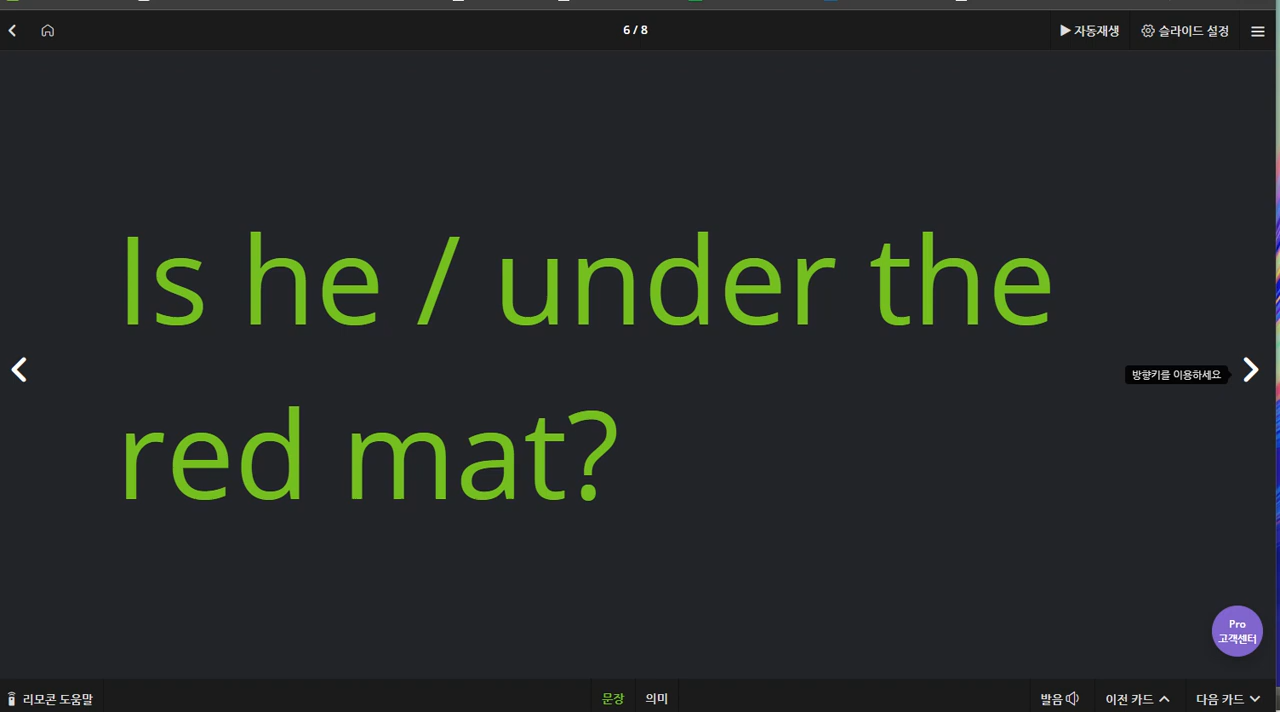 6 / 8
자동재생
슬라이드 설정
Is he / under the
red mat?
방향키를 이용하세요
Pro
고객센터
리모콘 도움말
문장
의미
발음
이전 카드
다음 카드